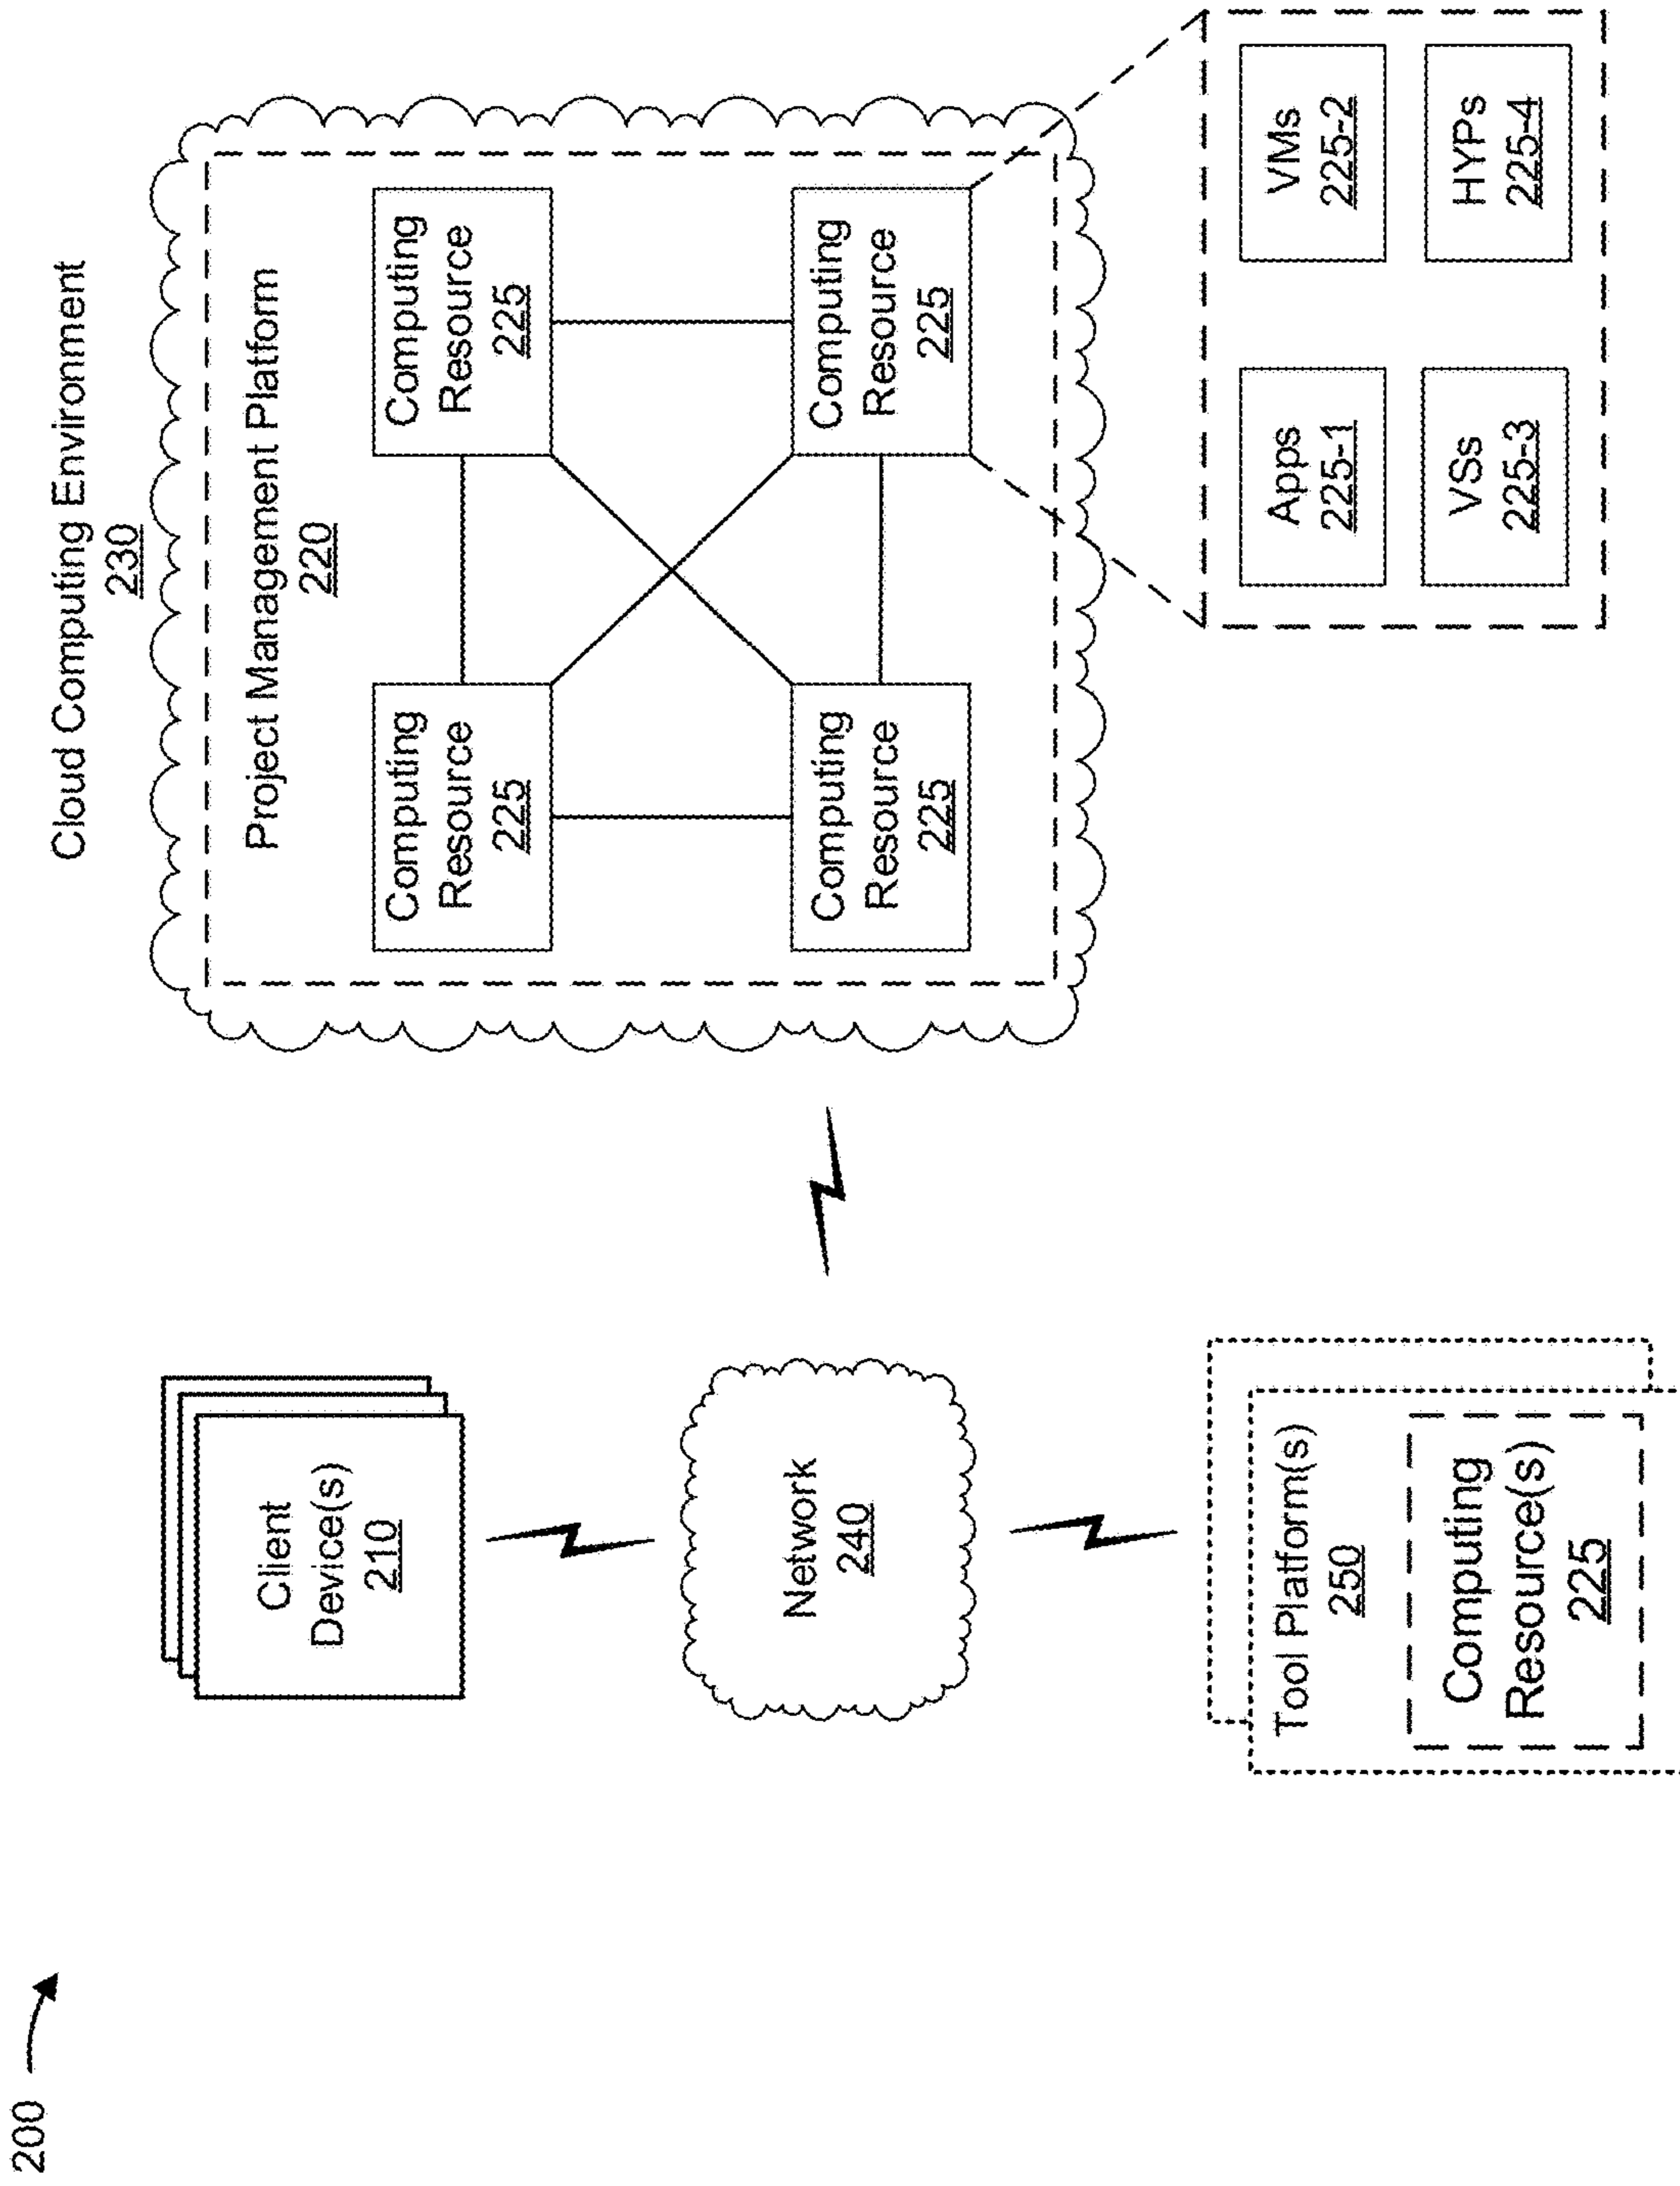 200
Cloud Computing Environment
230
Project Management Platform
220
Computing
Resource
225
Computing
Resource
225
Computing
Resource
225
Computing
Resource
225
Client
Device(s)
210
Network
240
Tool Platform(s)
250
Computing
Resource(s)
225
Apps
225-1
VMs
225-2
VSs
225-3
HYPs
225-4